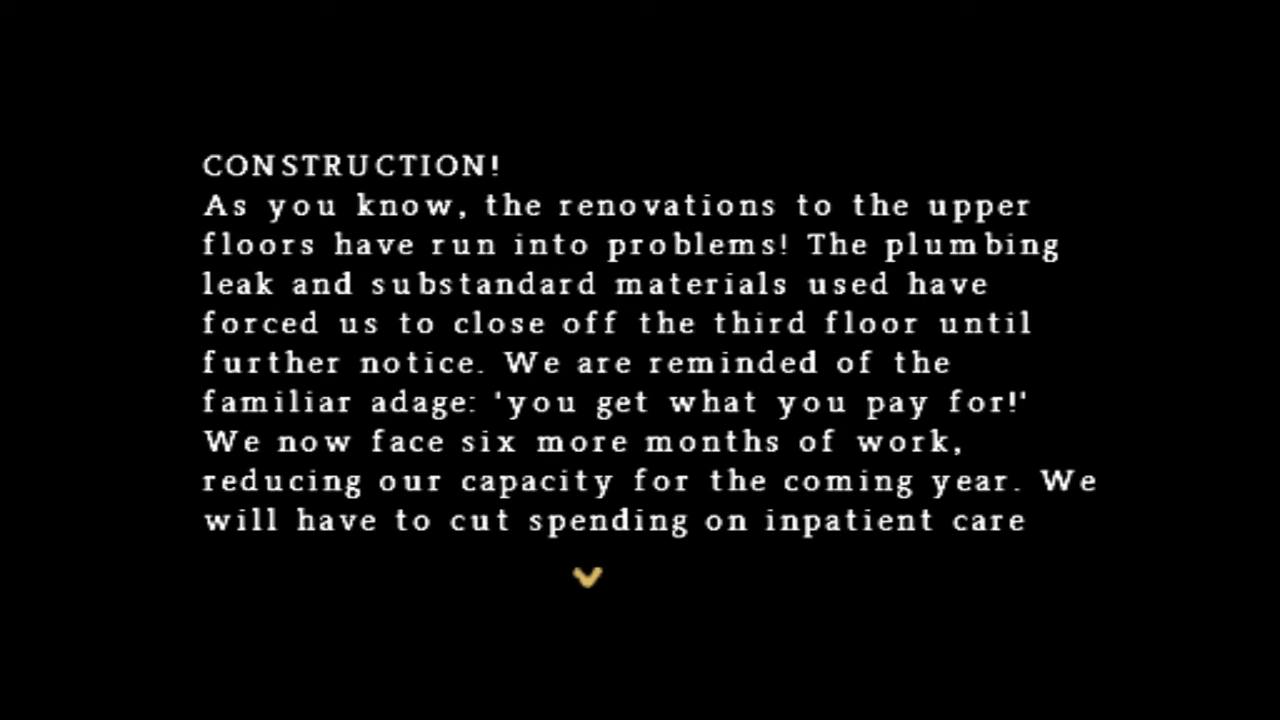 CONSTRUCTION!
As you know, the renovations to the upper
floors have run into problems! The plumbing
leak and substandard materials used have
forced us to close off the third floor until
further notice. We are reminded of the
familiar adage: 'you get what you pay for!'
We now face six more months of work,
reducing our capacity for the coming year. We
will have to cut spending on inpatient care